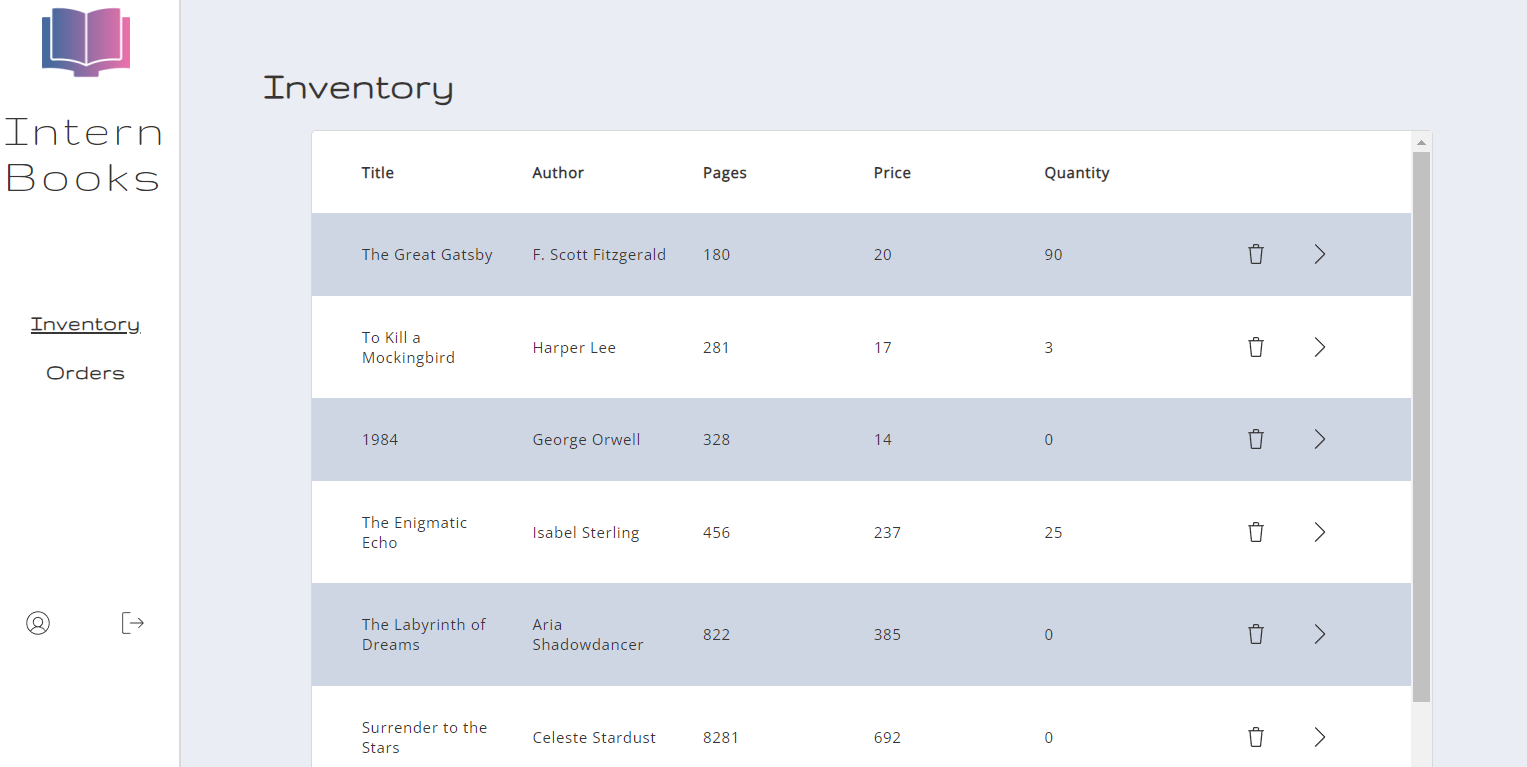 Intern
Books
Inventory
Orders
Inventory
Title Author Pages Price Quantity
The Great Gatsby F. Scott Fitzgerald 180 20 90
To Kill a
Mockingbird Harper Lee 281 17 3
1984 George Orwell 328 14 0
The Enigmatic
Echo Isabel Sterling 456 237 25
The Labyrinth of
Dreams Aria
Shadowdancer 822 385 0
Surrender to the
Stars Celeste Stardust 8281 692 0